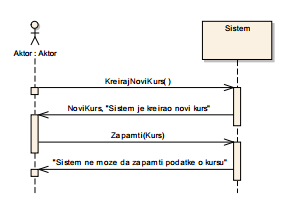 Sistem
Aktor : Aktor
KreirajNoviKurs( )
NoviKurs, "Sistem je kreirao novi kurs"
Zapamti(Kurs)
"Sistem ne moze da zapamti podatke o kursu"